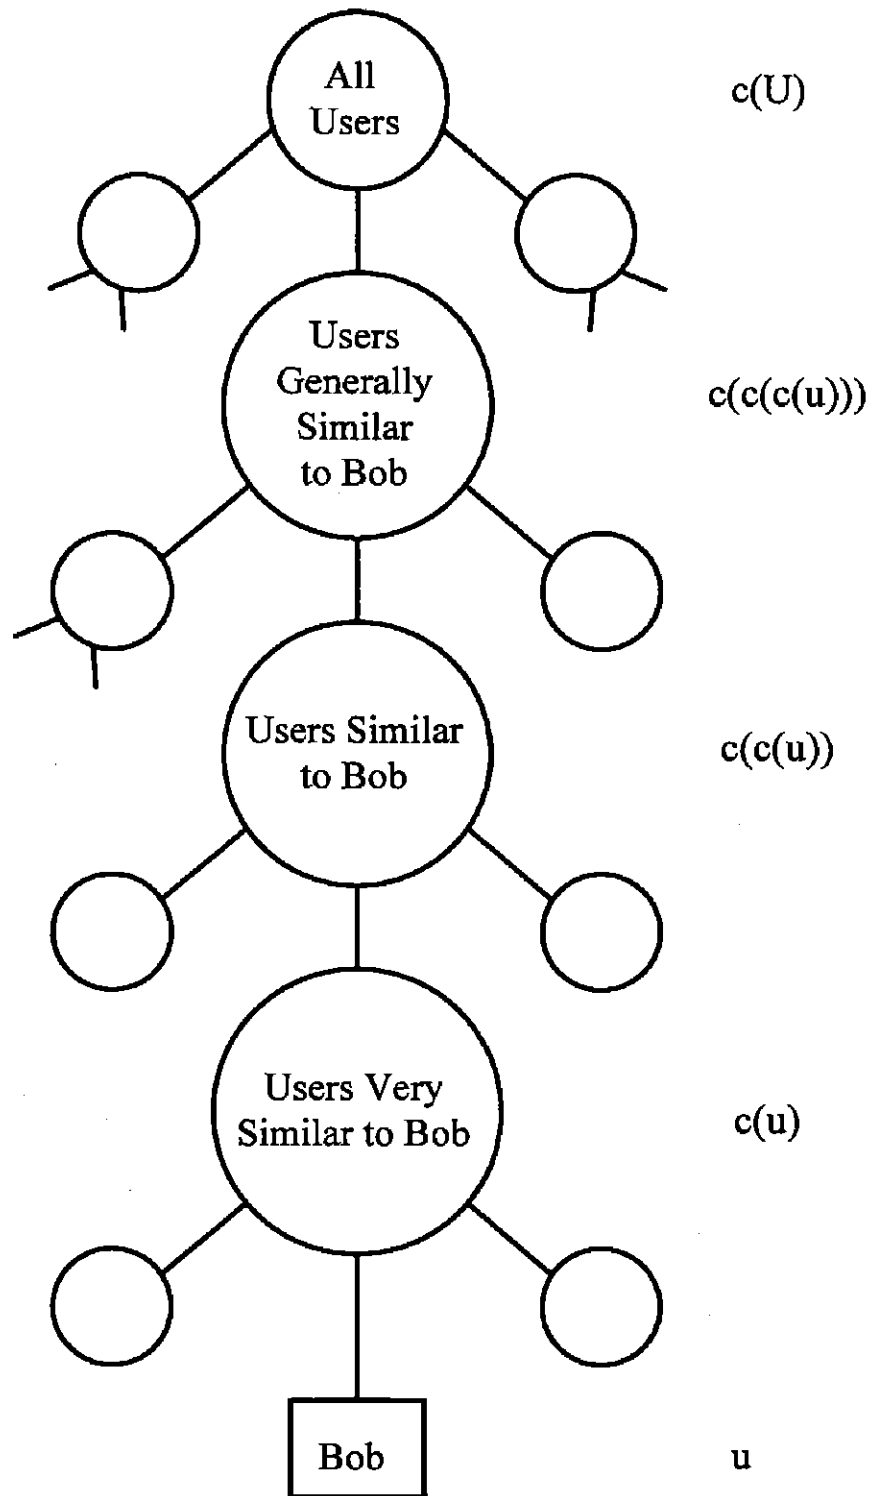 All
Users
c(U)
Users
Generally
Similar
to Bob
c(c(c(u)))
Users Similar
to Bob
c(c(u))
Users Very
Similar to Bob
c(u)
Bob
u